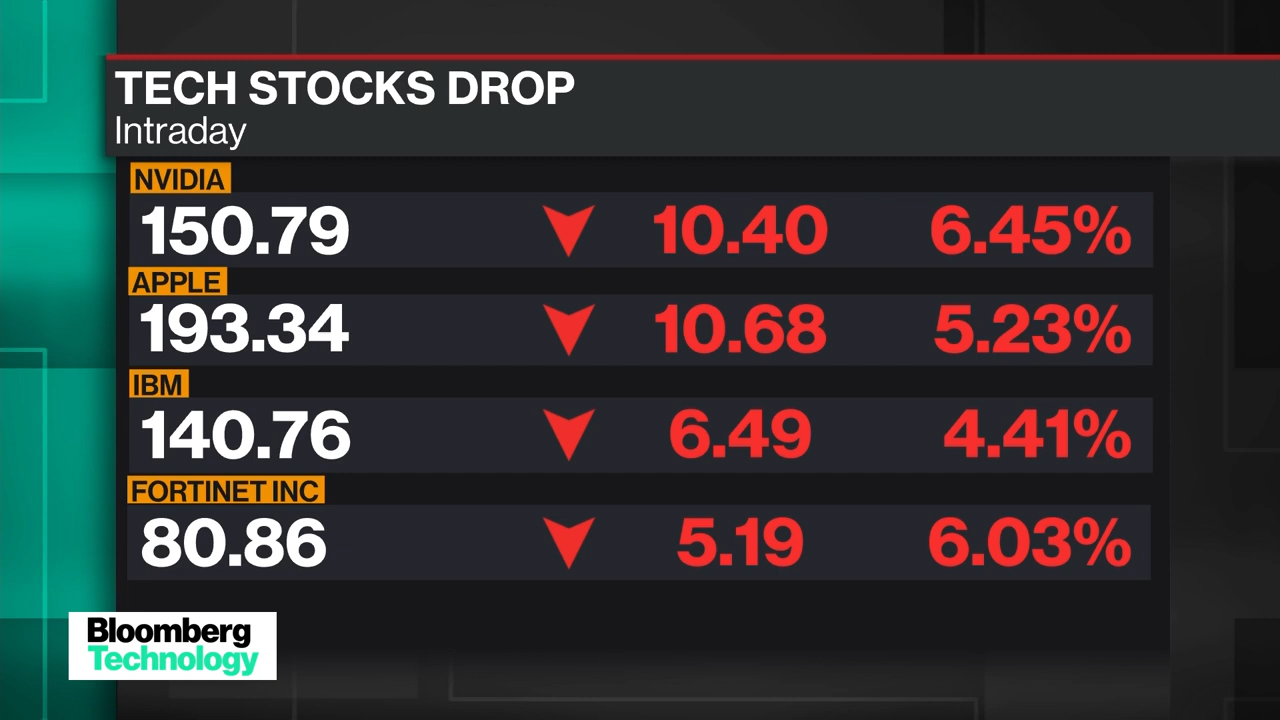 TECH STOCKS DROP
Intraday
NVIDIA
150.79 10.40 6.45%
APPLE
193.34 10.68 5.23%
IBM
140.76 6.49 4.41%
FORTINET INC
80.86 5.19 6.03%
Bloomberg
Technology